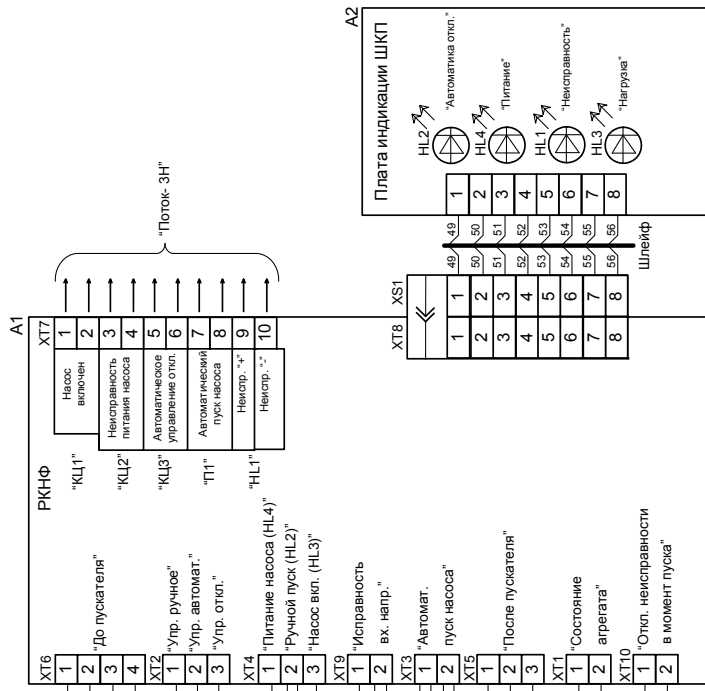 A1
РКНФ
XT6
1
2
3
4
"До пускателя"
XT2
1
2
3
"Упр. ручное"
"Упр. автомат."
"Упр. откл."
XT4
1
2
3
"Питание насоса (HL4)
"Ручной пуск (HL2)"
"Насос вкл. (HL3)"
XT9
1
2
"Исправность
вх. напр."
XT3
1
2
"Автомат.
пуск насоса"
XT5
1
2
3
"После пускателя"
XT1
1
2
"Состояние
агрегата"
XT10
1
2
"Откл. неисправности
в момент пуска"
"КЦ1"
"КЦ2"
"КЦ3"
"П1"
"HL1"
Насос
включен
Неисправность
питания насоса
Автоматическое
управление откл.
Автоматический
пуск насоса
Неиспр. "+"
Неиспр. "-"
XT7
1
2
3
4
5
6
7
8
9
10
"Поток- 3Н"
XT8
1
2
3
4
5
6
7
8
XS1
1
2
3
4
5
6
7
8
49
50
51
52
53
54
55
56
Шлейф
49
50
51
52
53
54
55
56
A2
Плата индикации ШКП
1
2
3
4
5
6
7
8
HL2
"Автоматика откл."
HL4
"Питание"
HL1
"Неисправность"
HL3
"Нагрузка"